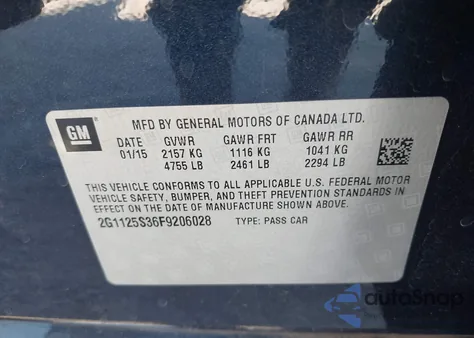 GM
MFD BY GENERAL MOTORS OF CANADA LTD.
DATE GVWR GAWR FRT GAWR RR
01/15 2157 KG 1116 KG 1041 KG
4755 LB 2461 LB 2294 LB
THIS VEHICLE CONFORMS TO ALL APPLICABLE U.S. FEDERAL MOTOR
VEHICLE SAFETY, BUMPER, AND THEFT PREVENTION STANDARDS IN
EFFECT ON THE DATE OF MANUFACTURE SHOWN ABOVE.
2G1125S36F9206028 TYPE: PASS CAR
autoSnap